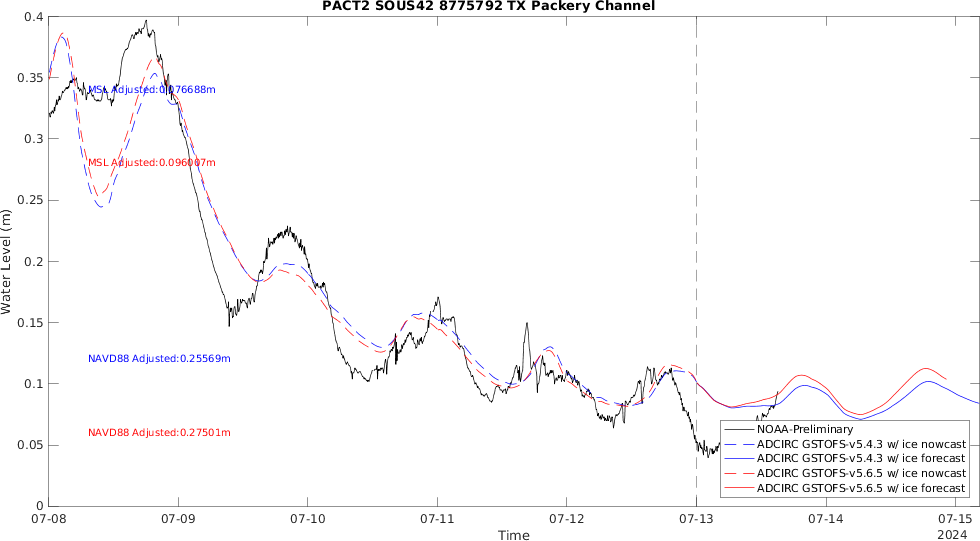 PACT2 SOUS42 8775792 TX Packery Channel
0.4
0.35
0.3
0.25
0.2
0.15
0.1
0.05
0
Water Level (m)
MSL Adjusted:0.076688m
MSL Adjusted:0.096007m
NAVD88 Adjusted:0.25569m
NAVD88 Adjusted:0.27501m
NOAA-Preliminary
ADCIRC GSTOFS-v5.4.3 w/ ice nowcast
ADCIRC GSTOFS-v5.4.3 w/ ice forecast
ADCIRC GSTOFS-v5.6.5 w/ ice nowcast
ADCIRC GSTOFS-v5.6.5 w/ ice forecast
07-08 07-09 07-10 07-11 07-12 07-13 07-14 07-15
Time
2024